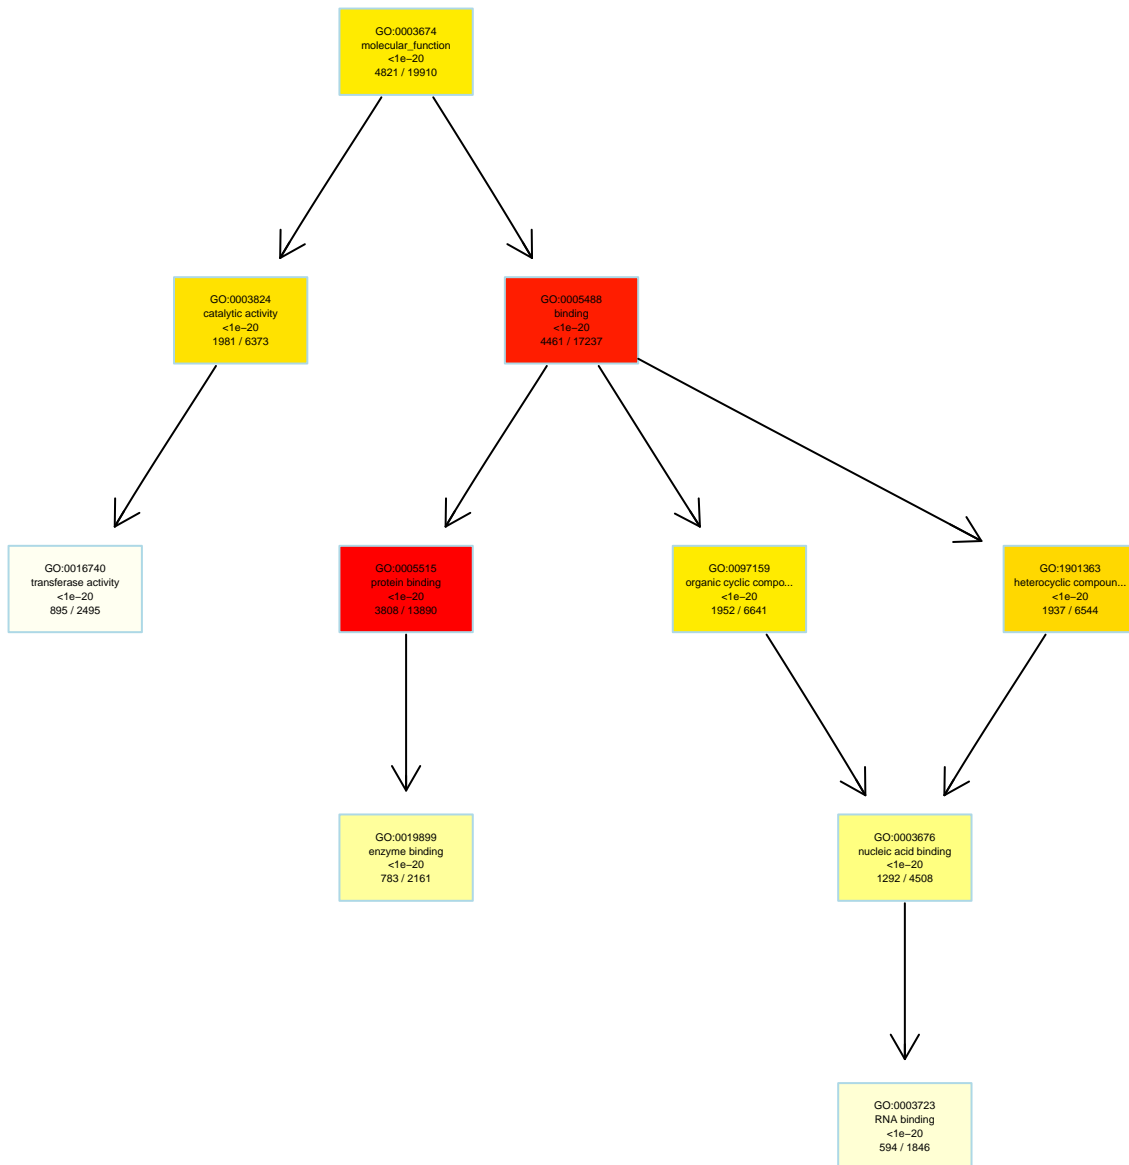 GO:0003674
molecular_function
<1e−20
4821 / 19910
GO:0003824
catalytic activity
<1e−20
1981 / 6373
GO:0005488
binding
<1e−20
4461 / 17237
GO:0016740
transferase activity
<1e−20
895 / 2495
GO:0005515
protein binding
<1e−20
3808 / 13890
GO:0097159
organic cyclic compo...
<1e−20
1952 / 6641
GO:1901363
heterocyclic compoun...
<1e−20
1937 / 6544
GO:0019899
enzyme binding
<1e−20
783 / 2161
GO:0003676
nucleic acid binding
<1e−20
1292 / 4508
GO:0003723
RNA binding
<1e−20
594 / 1846